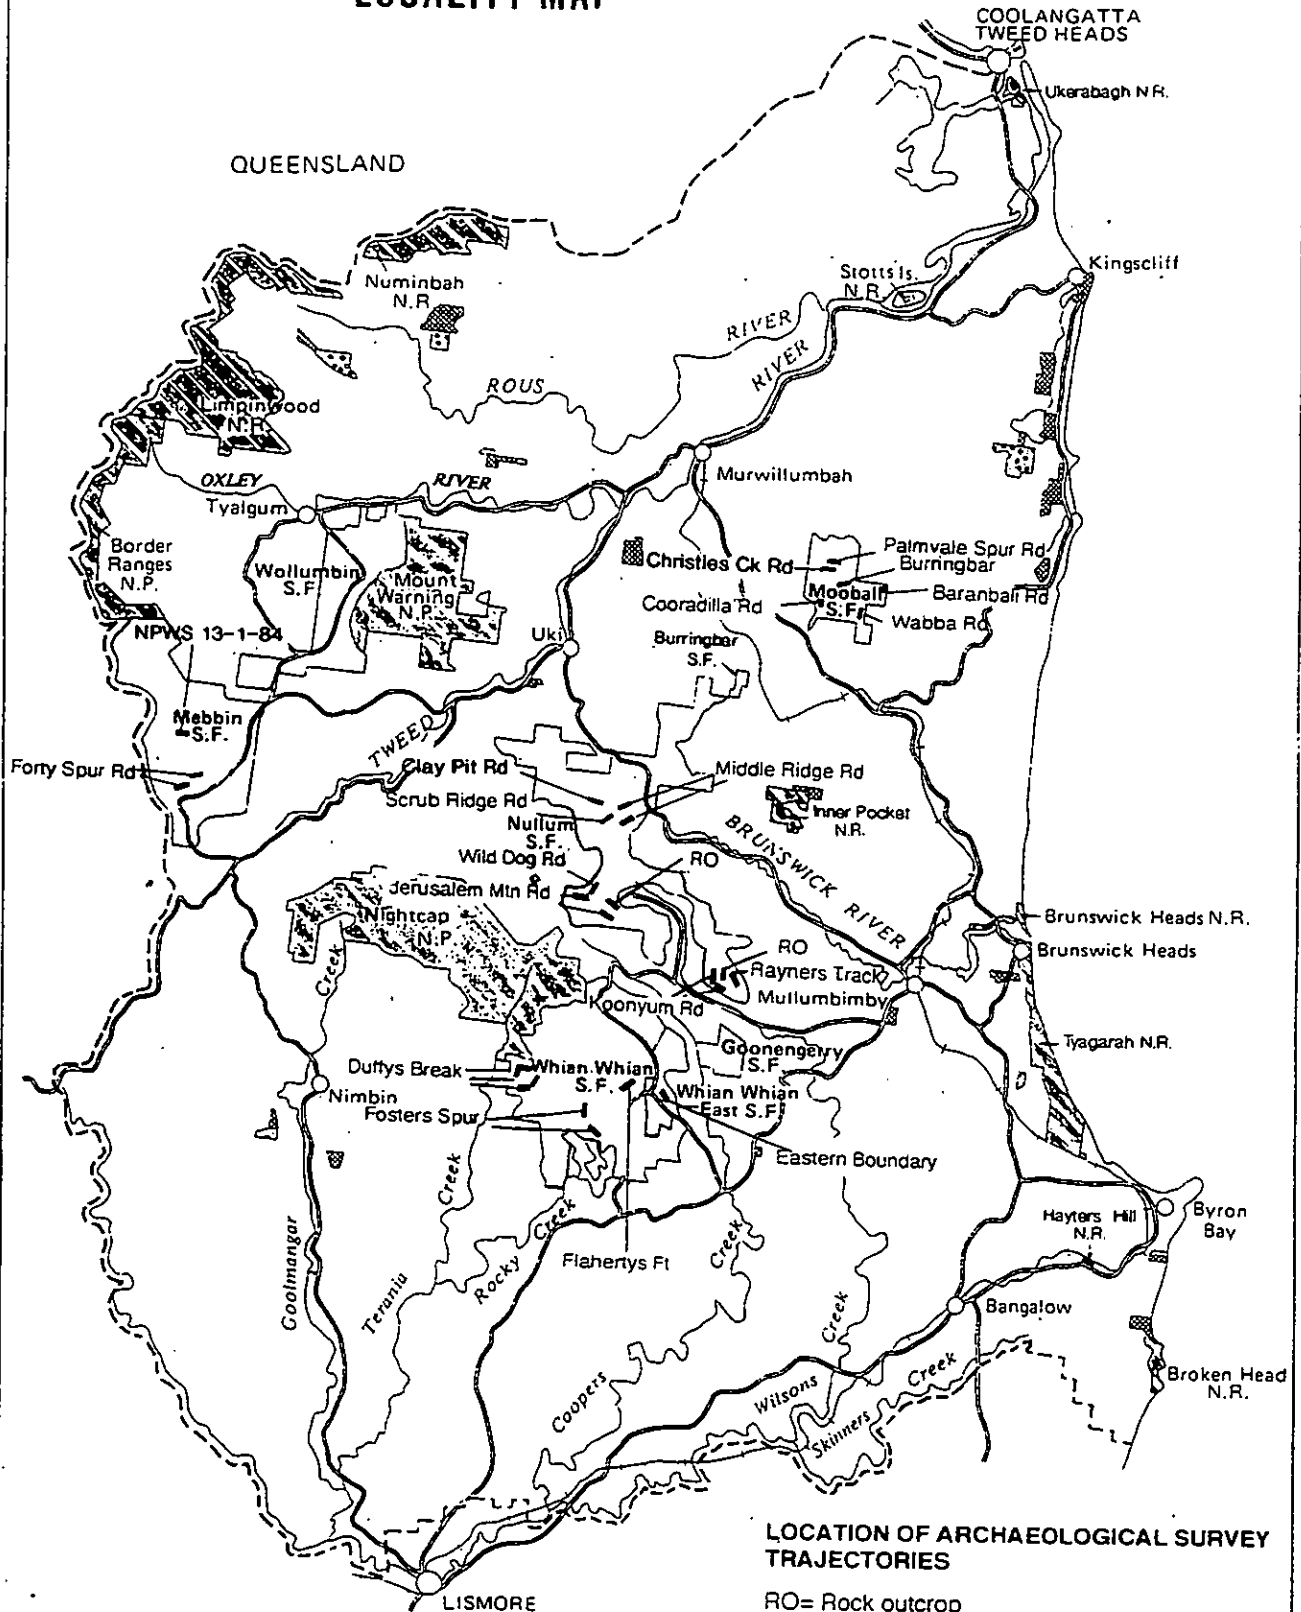 LOCALITY MAP
COOLANGATTA
TWEED HEADS
Ukerabagh N.R.
QUEENSLAND
Kingscliff
Stotts Is.
N.R.
Numinbah
N.R.
RIVER
RIVER
ROUS
Limpinwood
N.R.
Murwillumbah
OXLEY
RIVER
Tyalgum
Border
Ranges
N.P.
Wollumbin
S.F.
Mount
Warning
N.P.
Christies Ck Rd
Palmvale Spur Rd
Burringbar
Mooball
S.F.
Baranball Rd
Cooradilla Rd
Wabba Rd
NPWS 13-1-84
Uki
Burringbar
S.F.
Mebbin
S.F.
TWEED
Forty Spur Rd
Clay Pit Rd
Middle Ridge Rd
Scrub Ridge Rd
Inner Pocket
N.R.
Nullum
S.F.
BRUNSWICK RIVER
Wild Dog Rd
RO
Jerusalem Mtn Rd
Nightcap
N.P.
Brunswick Heads N.R.
Creek
RO
Brunswick Heads
Rayners Track
Koonyum Rd
Mullumbimby
Goonengerry
S.F.
Tyagarah N.R.
Duffys Break
Whian Whian
S.F.
Nimbin
Whian Whian
East S.F.
Fosters Spur
Eastern Boundary
Creek
Creek
Byron
Bay
Hayters Hill
N.R.
Goolmangar
Terania
Rocky Creek
Flahertys Ft
Creek
Bangalow
Creek
Coopers
Wilsons
Skinners
Creek
Broken Head
N.R.
LOCATION OF ARCHAEOLOGICAL SURVEY
TRAJECTORIES
LISMORE
RO= Rock outcrop